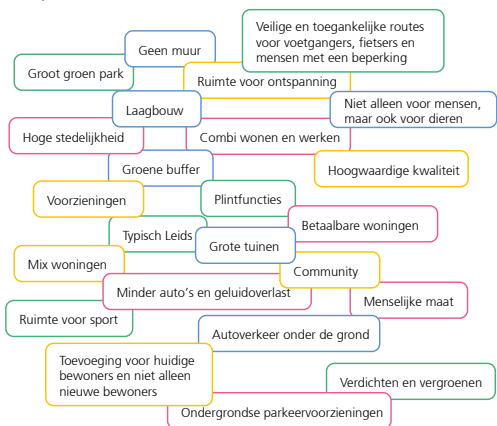 Geen muur
Veilige en toegankelijke routes
voor voetgangers, fietsers en
mensen met een beperking
Groot groen park
Ruimte voor ontspanning
Laagbouw
Niet alleen voor mensen,
maar ook voor dieren
Hoge stedelijkheid
Combi wonen en werken
Groene buffer
Hoogwaardige kwaliteit
Voorzieningen
Plintfuncties
Betaalbare woningen
Typisch Leids
Grote tuinen
Mix woningen
Community
Minder auto's en geluidoverlast
Menselijke maat
Ruimte voor sport
Autoverkeer onder de grond
Toevoeging voor huidige
bewoners en niet alleen
nieuwe bewoners
Verdichten en vergroenen
Ondergrondse parkeervoorzieningen